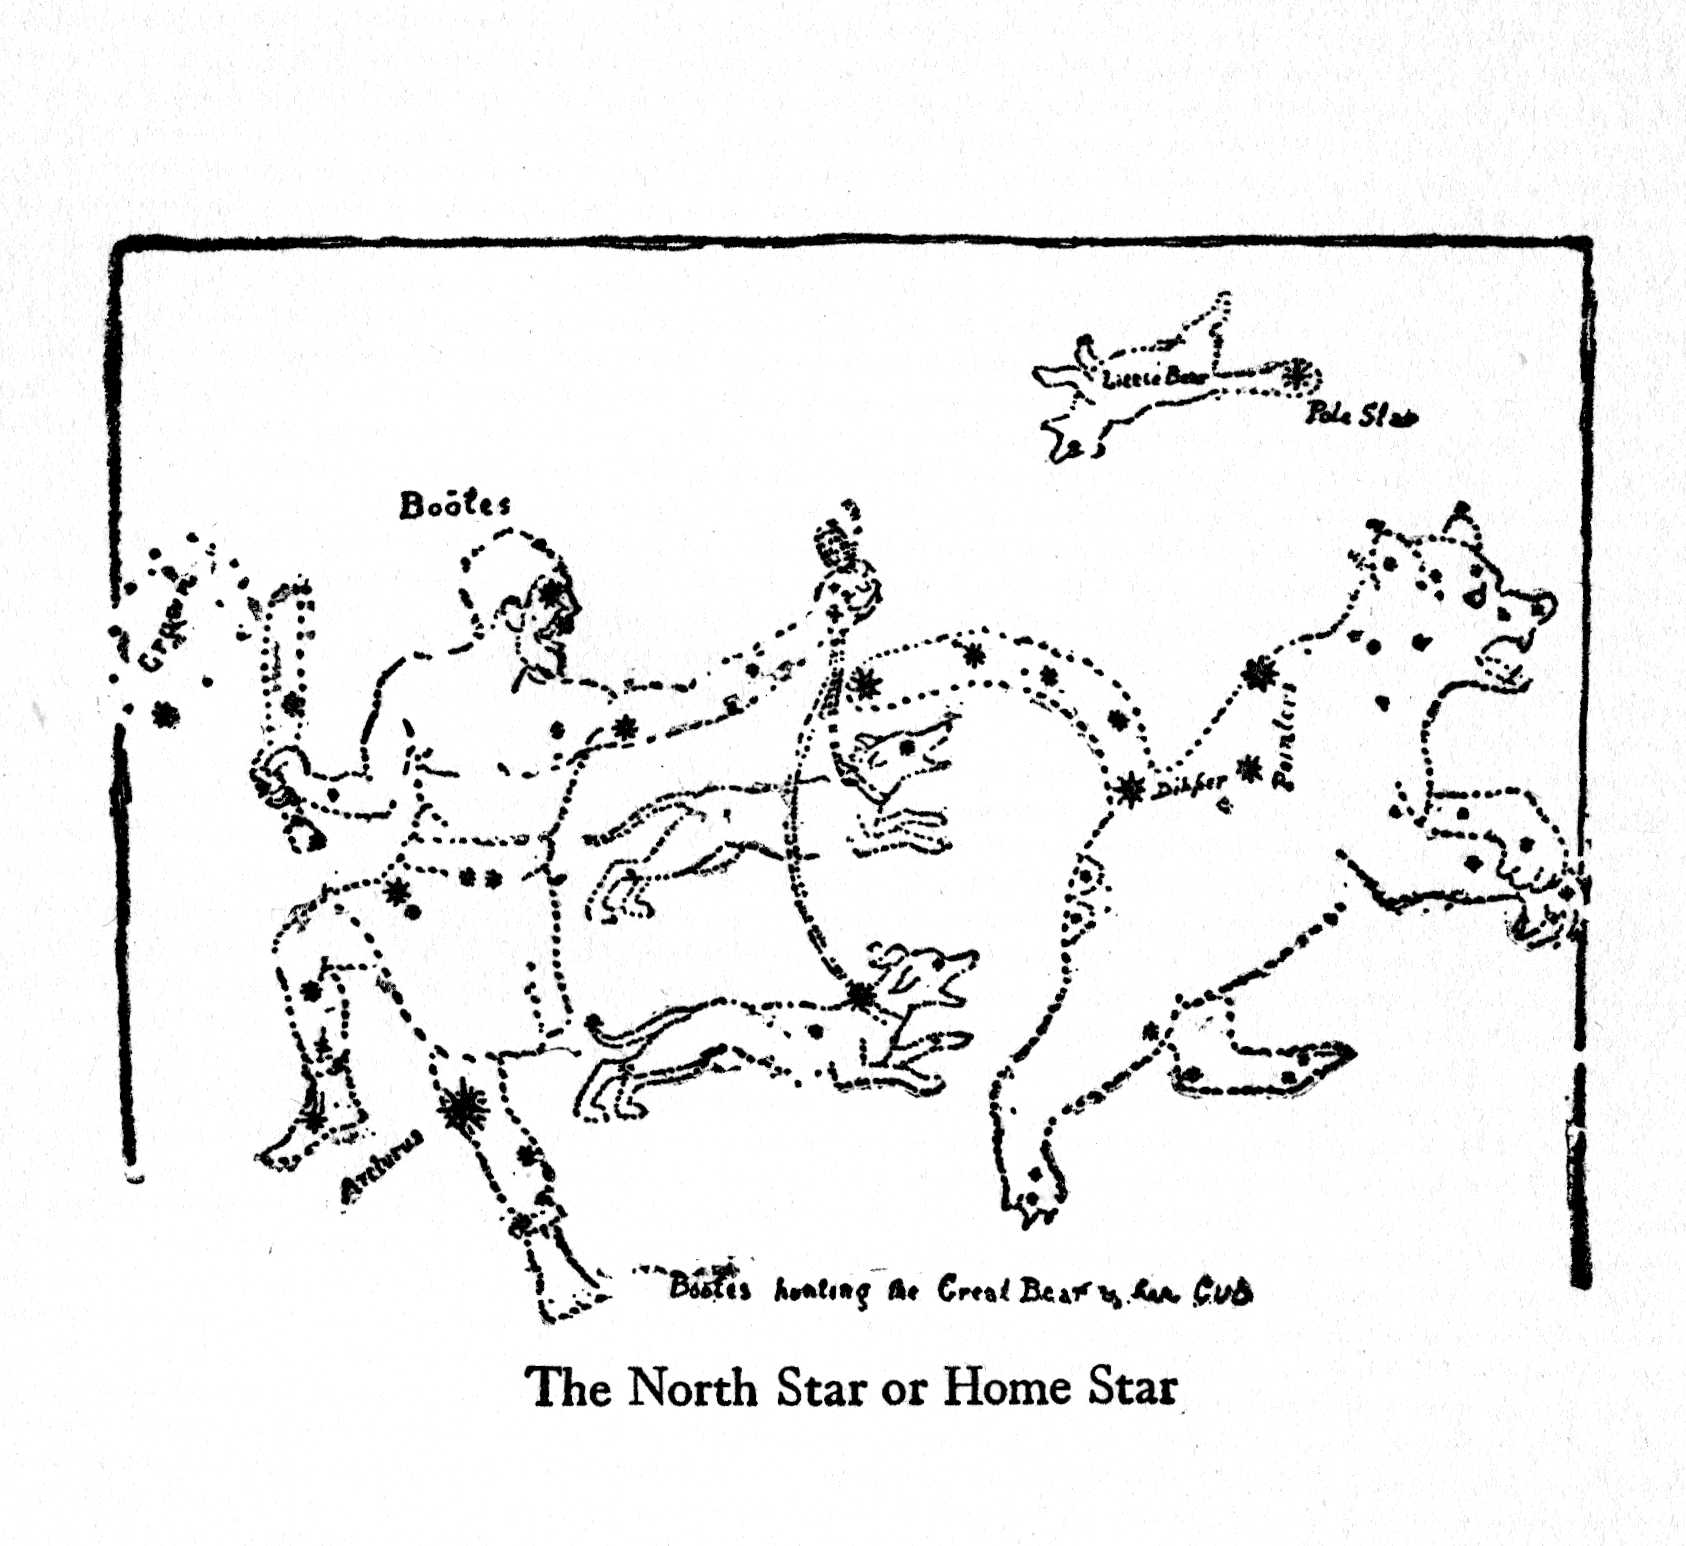 Little Bear
Pole Star
Boötes
Crown
Pointers
Dipper
Arcturus
Bootes hunting the Great Bear & her Cub
The North Star or Home Star